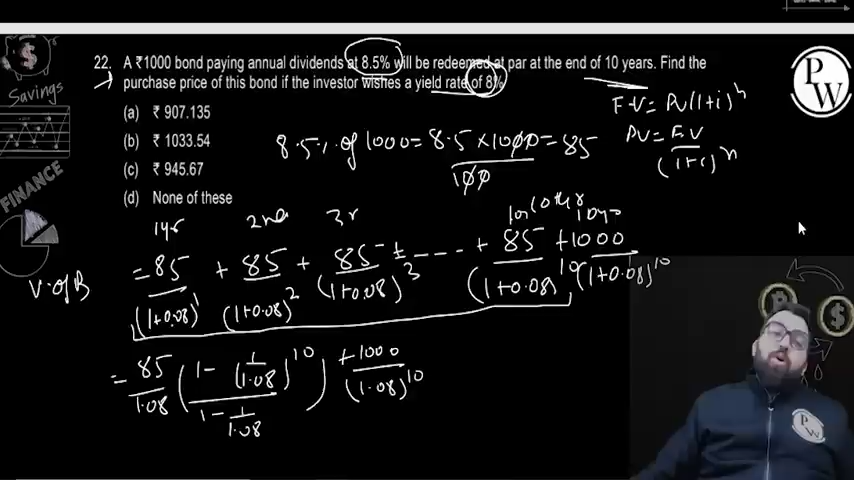 22. A ₹1000 bond paying annual dividends at 8.5% will be redeemed at par at the end of 10 years. Find the
purchase price of this bond if the investor wishes a yield rate of 8%
(a) ₹ 907.135
(b) ₹ 1033.54
(c) ₹ 945.67
(d) None of these
Savings
FINANCE
PW
F.V = PV(1+i)^n
PV = F.V / (1+i)^n
8.5% of 1000 = 8.5 × 1000 / 100 = 85
1yr 2nd 3r 10yr
V. of B = 85/(1+0.08)^1 + 85/(1+0.08)^2 + 85/(1+0.08)^3 + ---- + 85/(1+0.08)^10 + 1000/(1+0.08)^10
= 85/1.08 (1 - (1/1.08)^10 / 1 - 1/1.08) + 1000/(1.08)^10
PW